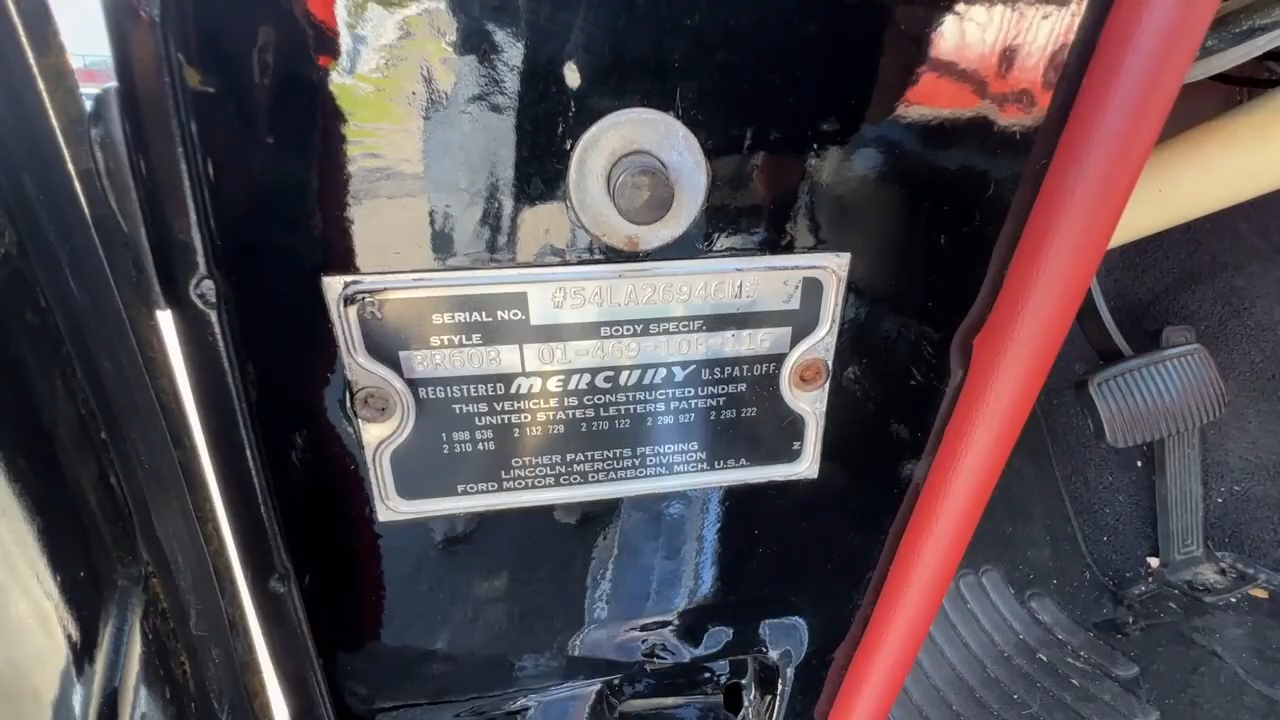 R
SERIAL NO. #54LA26946M#
STYLE BODY SPECIF.
BR60B 01-469-10B 116
REGISTERED MERCURY U.S.PAT.OFF.
THIS VEHICLE IS CONSTRUCTED UNDER
UNITED STATES LETTERS PATENT
1 998 636 2 132 729 2 270 122 2 290 927 2 293 222
2 310 416
OTHER PATENTS PENDING
LINCOLN-MERCURY DIVISION
FORD MOTOR CO. DEARBORN, MICH. U.S.A.